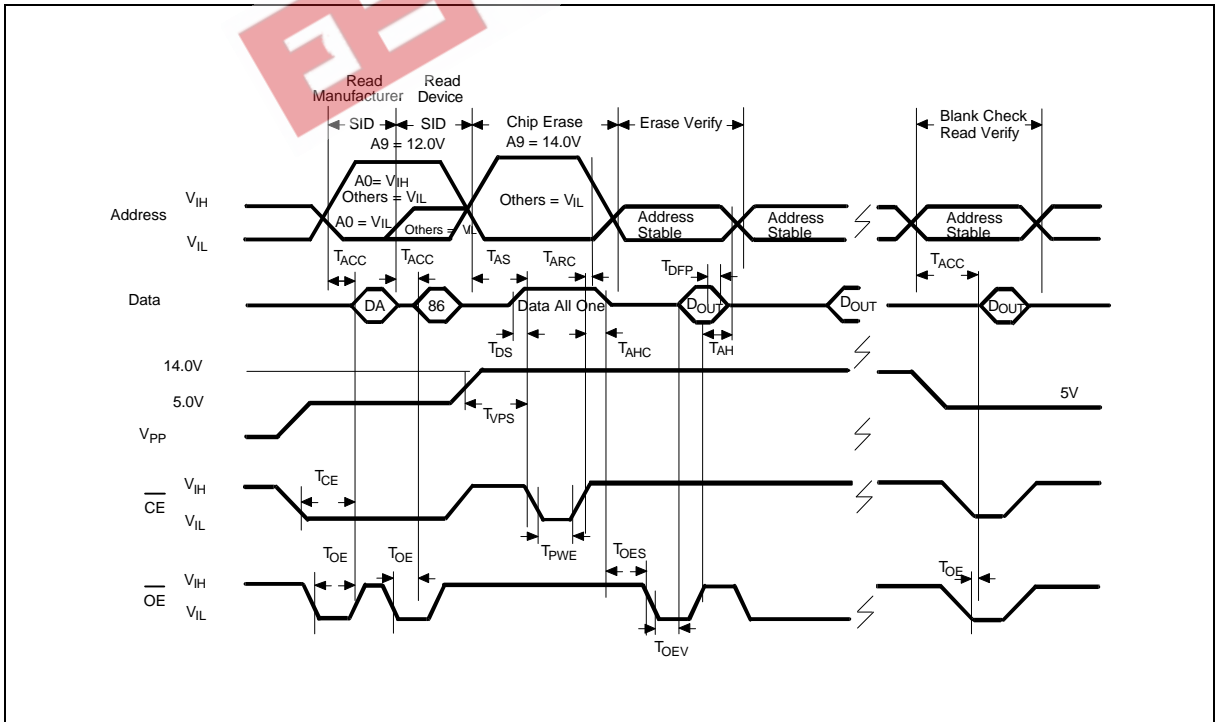 Read
Manufacturer
SID
Read
Device
SID
Chip Erase
Erase Verify
Blank Check
Read Verify
A9 = 12.0V
A9 = 14.0V
A0= VIH
Others = VIL
A0 = VIL
Others = VIL
Others = VIL
Address
VIH
VIL
Address
Stable
Address
Stable
Address
Stable
TACC
TACC
TAS
TARC
TDFP
TACC
Data
DA
86
Data All One
DOUT
DOUT
DOUT
TDS
TAHC
TAH
14.0V
5.0V
VPP
TVPS
5V
CE
VIH
VIL
TCE
TPWE
OE
VIH
VIL
TOE
TOE
TOES
TOEV
TOE